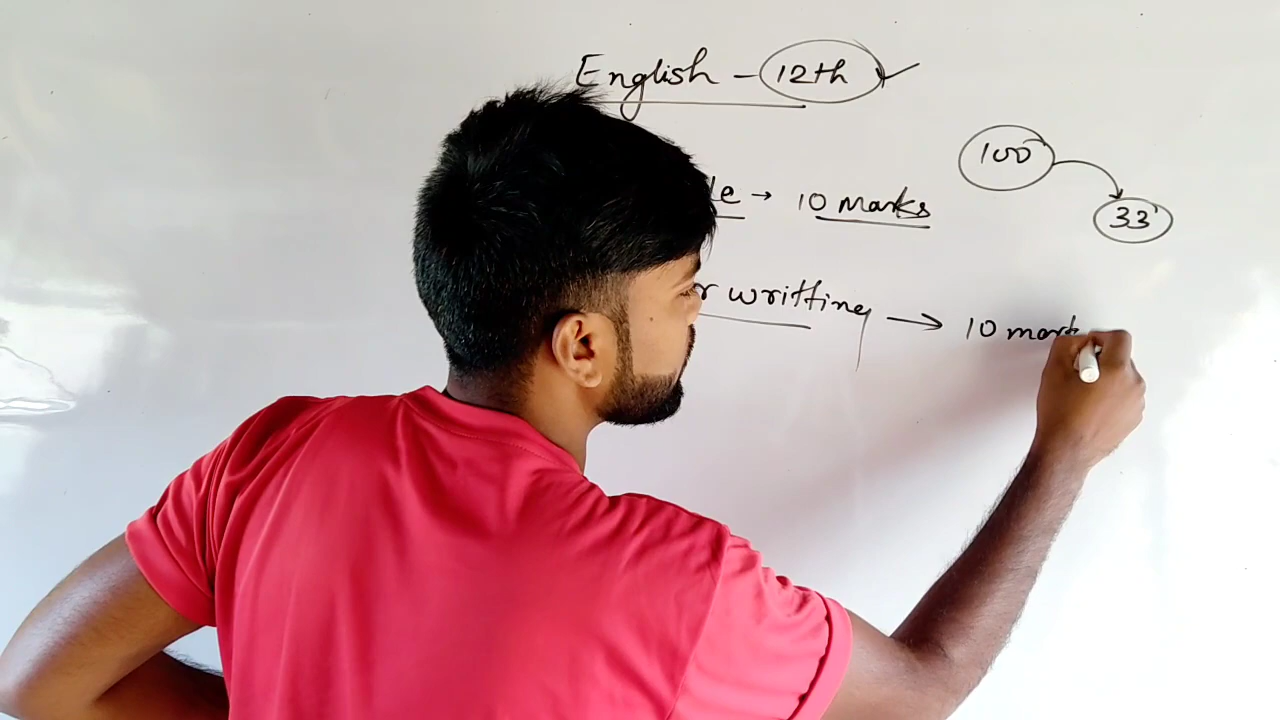 English - 12th ✓
100
le → 10 marks
33
r writting → 10 mark